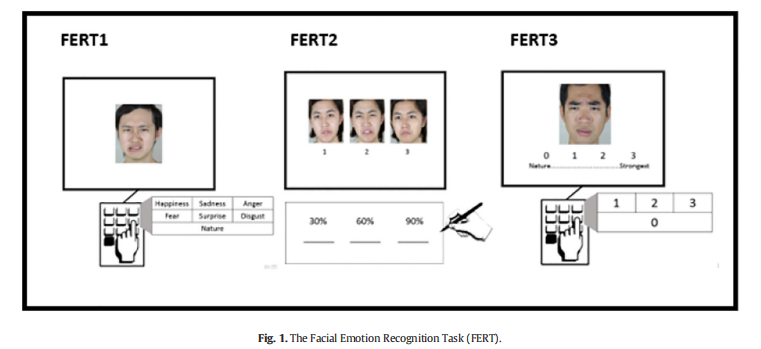 FERT1
FERT2
FERT3
1 2 3
0 1 2 3
Nature Strongest
Happiness Sadness Anger
Fear Surprise Disgust
Nature
30% 60% 90%
1 2 3
0
Fig. 1. The Facial Emotion Recognition Task (FERT).